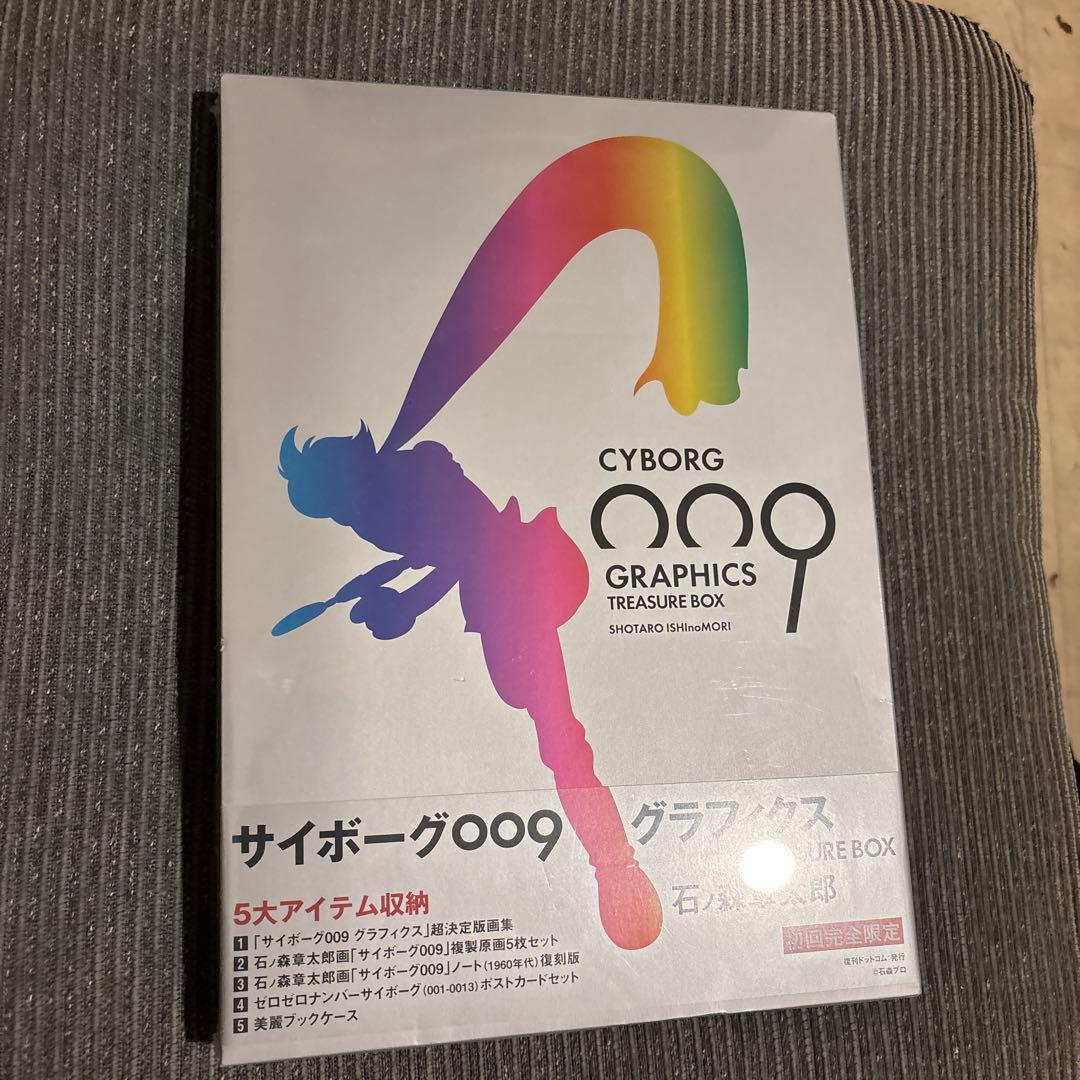 CYBORG
009
GRAPHICS
TREASURE BOX
SHOTARO ISHInoMORI
サイボーグ009 グラフィクス
URE BOX
石ノ森章太郎
5大アイテム収納
1 「サイボーグ009 グラフィクス」超決定版画集
2 石ノ森章太郎画「サイボーグ009」複製原画5枚セット
3 石ノ森章太郎画「サイボーグ009」ノート(1960年代)復刻版
4 ゼロゼロナンバーサイボーグ(001-0013)ポストカードセット
5 美麗ブックケース
初回完全限定
復刊ドットコム:発行
©石森プロ